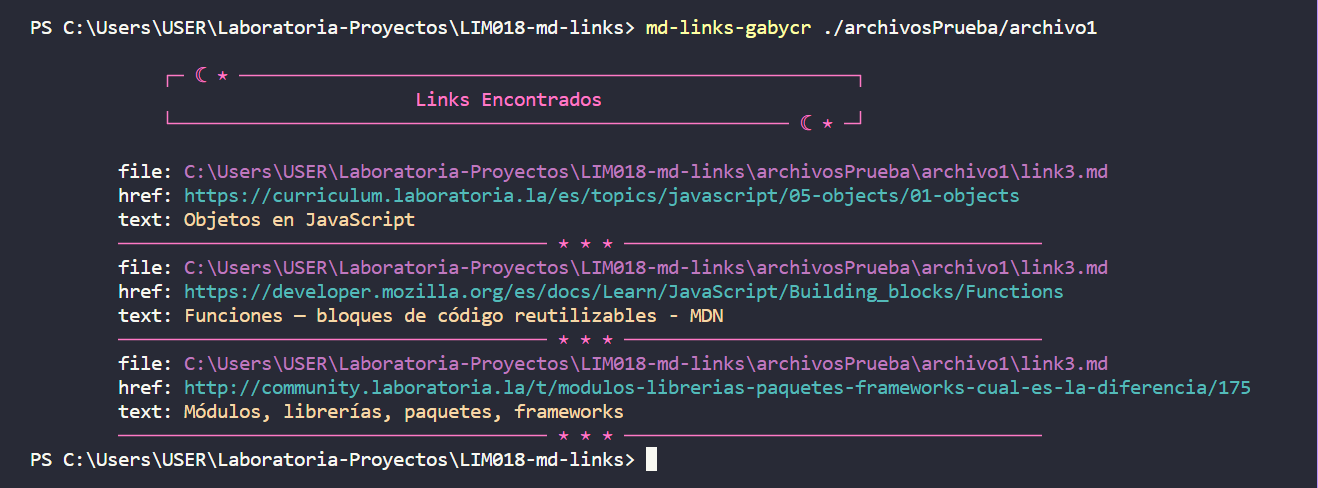 PS C:\Users\USER\Laboratoria-Proyectos\LIM018-md-links> md-links-gabycr ./archivosPrueba/archivo1
Links Encontrados
file: C:\Users\USER\Laboratoria-Proyectos\LIM018-md-links\archivosPrueba\archivo1\link3.md
href: https://curriculum.laboratoria.la/es/topics/javascript/05-objects/01-objects
text: Objetos en JavaScript
file: C:\Users\USER\Laboratoria-Proyectos\LIM018-md-links\archivosPrueba\archivo1\link3.md
href: https://developer.mozilla.org/es/docs/Learn/JavaScript/Building_blocks/Functions
text: Funciones — bloques de código reutilizables - MDN
file: C:\Users\USER\Laboratoria-Proyectos\LIM018-md-links\archivosPrueba\archivo1\link3.md
href: http://community.laboratoria.la/t/modulos-librerias-paquetes-frameworks-cual-es-la-diferencia/175
text: Módulos, librerías, paquetes, frameworks
PS C:\Users\USER\Laboratoria-Proyectos\LIM018-md-links>